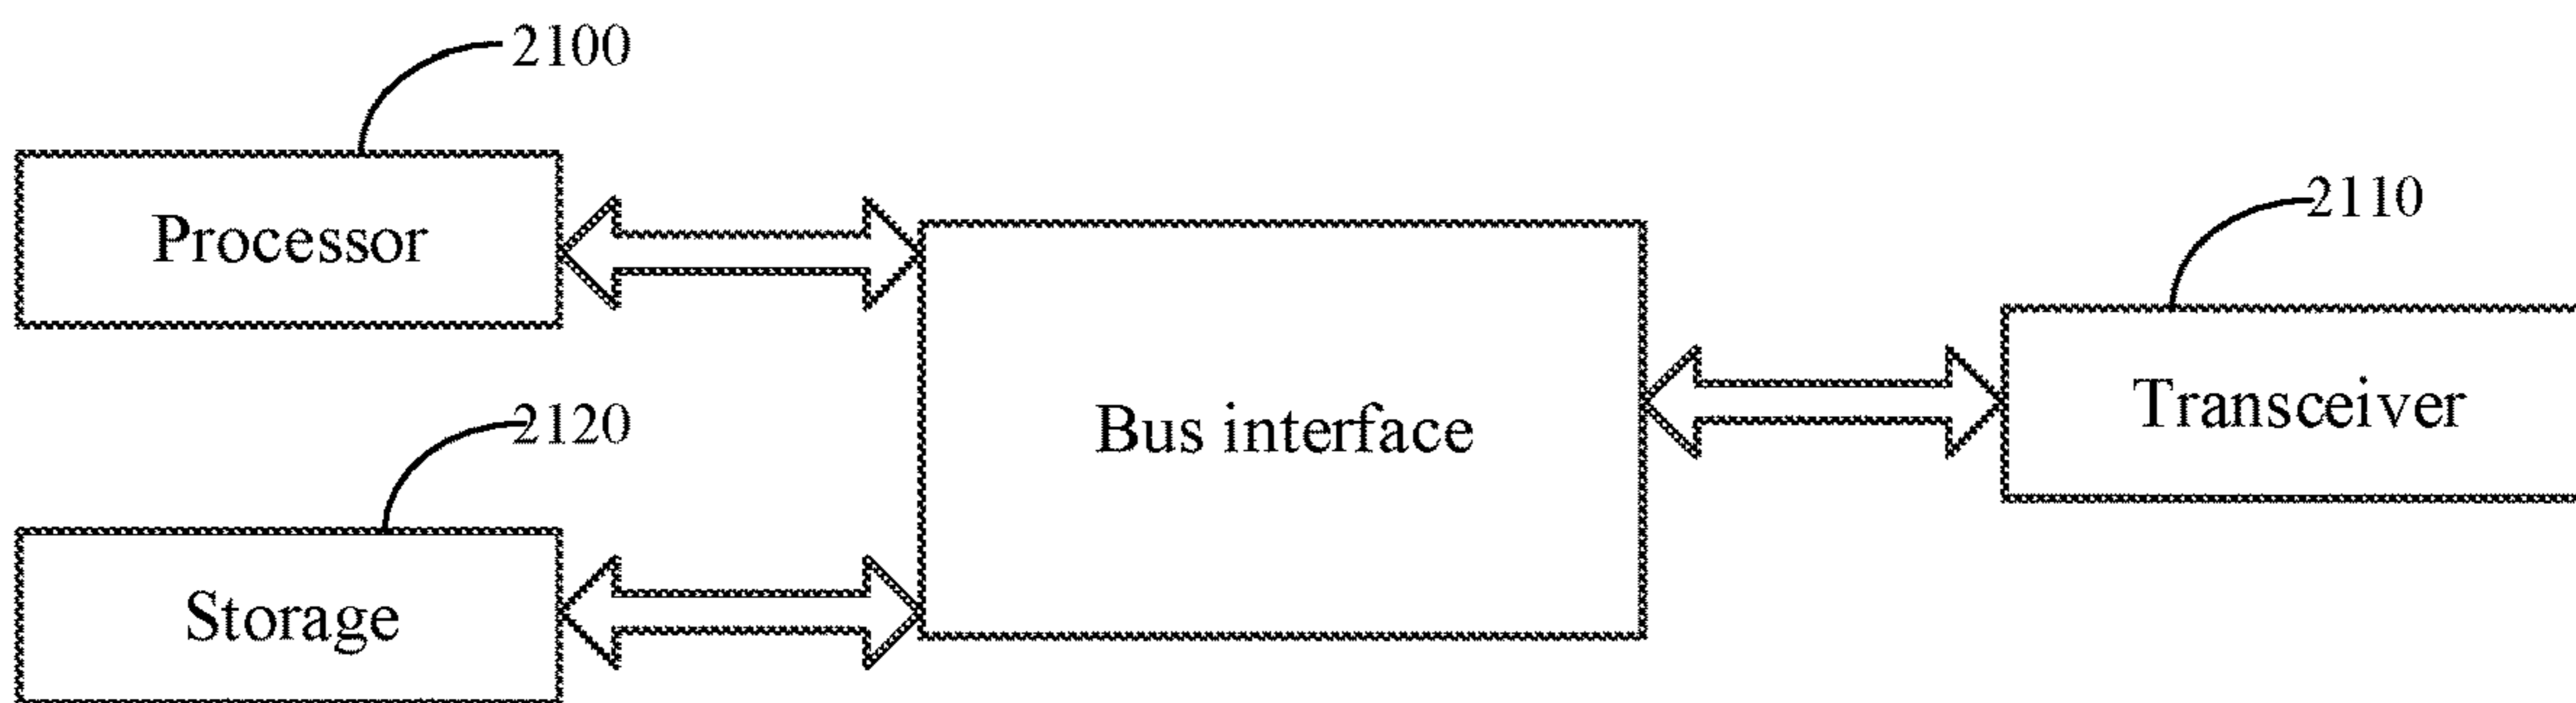 2100
Processor
2110
Transceiver
Bus interface
2120
Storage